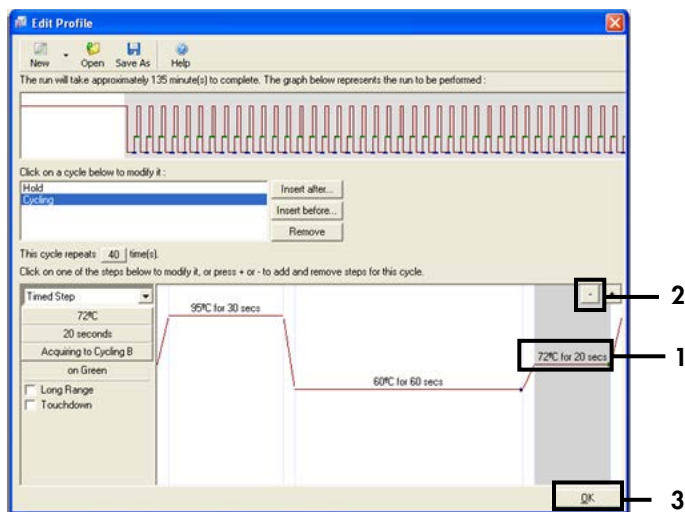 Edit Profile
New Open Save As Help
The run will take approximately 135 minute(s) to complete. The graph below represents the run to be performed :
Click on a cycle below to modify it :
Hold
Cycling
Insert after...
Insert before...
Remove
This cycle repeats 40 time(s).
Click on one of the steps below to modify it, or press + or - to add and remove steps for this cycle.
Timed Step
72ºC
20 seconds
Acquiring to Cycling B
on Green
Long Range
Touchdown
95ºC for 30 secs
60ºC for 60 secs
72ºC for 20 secs
-
2
1
OK
3